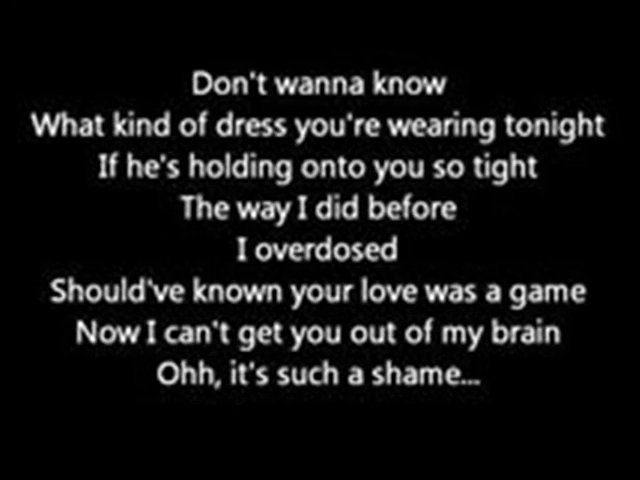 Don't wanna know
What kind of dress you're wearing tonight
If he's holding onto you so tight
The way I did before
I overdosed
Should've known your love was a game
Now I can't get you out of my brain
Ohh, it's such a shame...